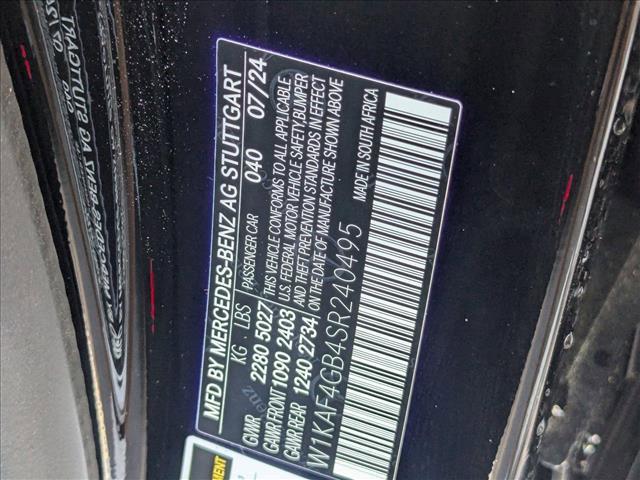 MFD BY MERCEDES-BENZ AG STUTTGART
KG LBS PASSENGER CAR 040 07/24
GVWR 2280 5027 THIS VEHICLE CONFORMS TO ALL APPLICABLE
GAWR FRONT 1090 2403 U.S. FEDERAL MOTOR VEHICLE SAFETY, BUMPER
GAWR REAR 1240 2734 AND THEFT PREVENTION STANDARDS IN EFFECT
ON THE DATE OF MANUFACTURE SHOWN ABOVE
W1KAF4GB4SR240495 MADE IN SOUTH AFRICA